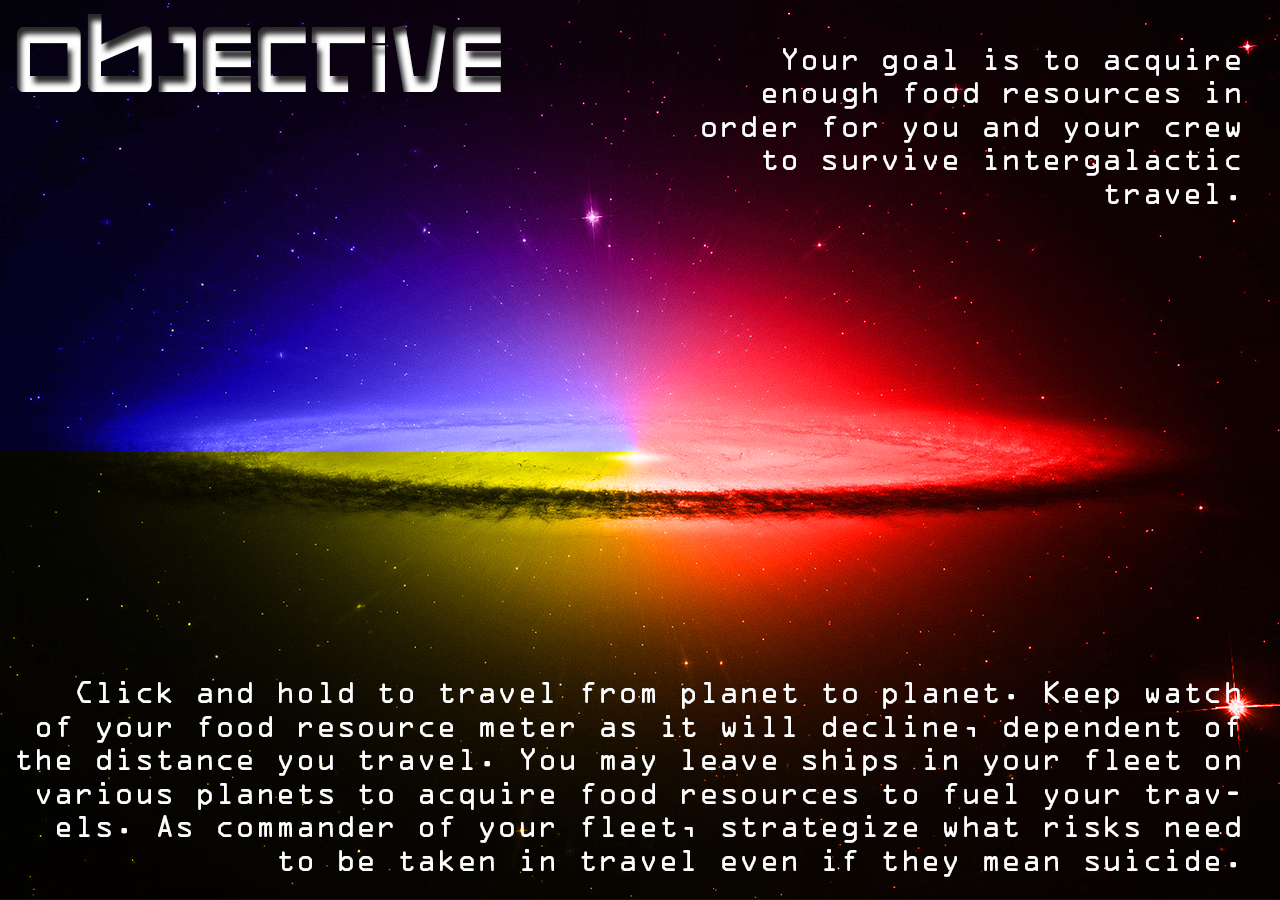 ObJECTiVE
Your goal is to acquire
enough food resources in
order for you and your crew
to survive intergalactic
travel.
Click and hold to travel from planet to planet. Keep watch
of your food resource meter as it will decline, dependent of
the distance you travel. You may leave ships in your fleet on
various planets to acquire food resources to fuel your trav-
els. As commander of your fleet, strategize what risks need
to be taken in travel even if they mean suicide.